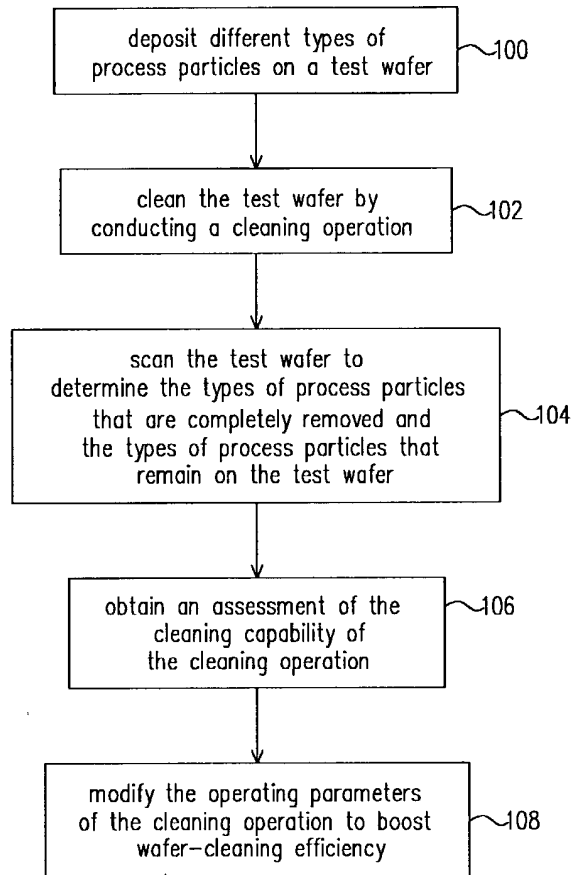 deposit different types of
process particles on a test wafer
100
clean the test wafer by
conducting a cleaning operation
102
scan the test wafer to
determine the types of process particles
that are completely removed and
the types of process particles that
remain on the test wafer
104
obtain an assessment of the
cleaning capability of
the cleaning operation
106
modify the operating parameters
of the cleaning operation to boost
wafer-cleaning efficiency
108